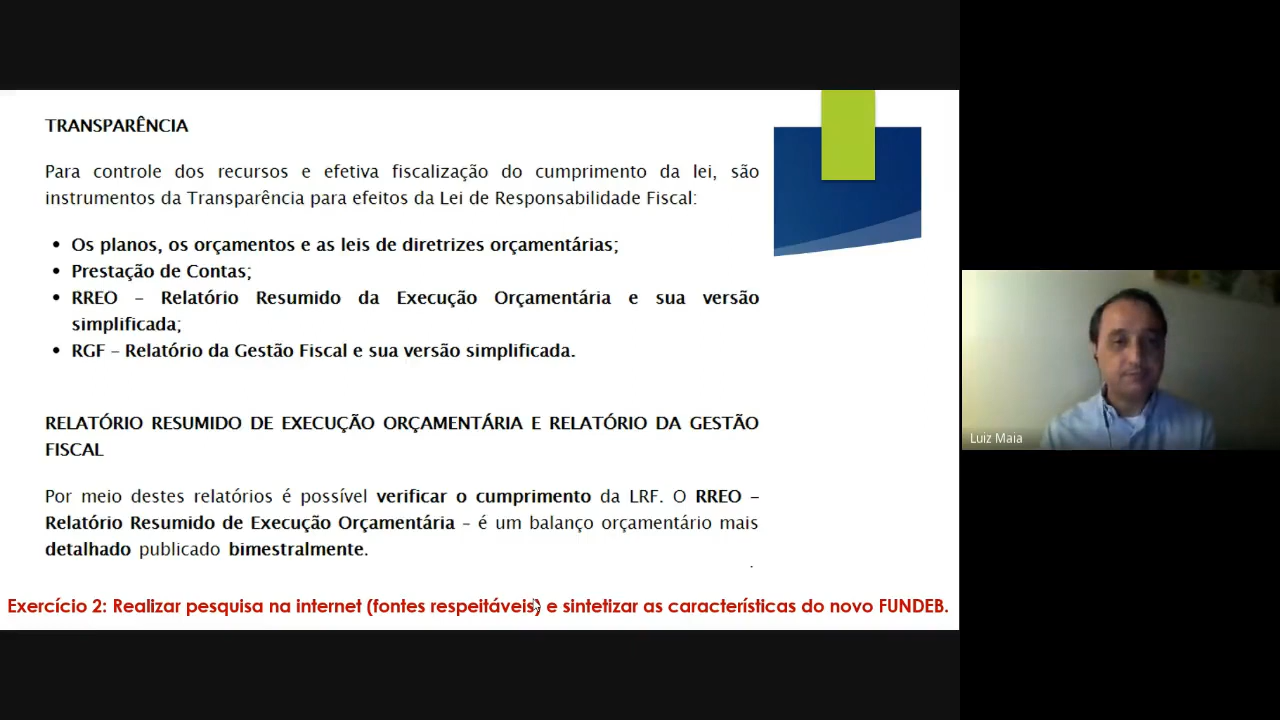 TRANSPARÊNCIA
Para controle dos recursos e efetiva fiscalização do cumprimento da lei, são
instrumentos da Transparência para efeitos da Lei de Responsabilidade Fiscal:
• Os planos, os orçamentos e as leis de diretrizes orçamentárias;
• Prestação de Contas;
• RREO – Relatório Resumido da Execução Orçamentária e sua versão
simplificada;
• RGF – Relatório da Gestão Fiscal e sua versão simplificada.
RELATÓRIO RESUMIDO DE EXECUÇÃO ORÇAMENTÁRIA E RELATÓRIO DA GESTÃO
FISCAL
Por meio destes relatórios é possível verificar o cumprimento da LRF. O RREO –
Relatório Resumido de Execução Orçamentária – é um balanço orçamentário mais
detalhado publicado bimestralmente.
.
Exercício 2: Realizar pesquisa na internet (fontes respeitáveis) e sintetizar as características do novo FUNDEB.
Luiz Maia